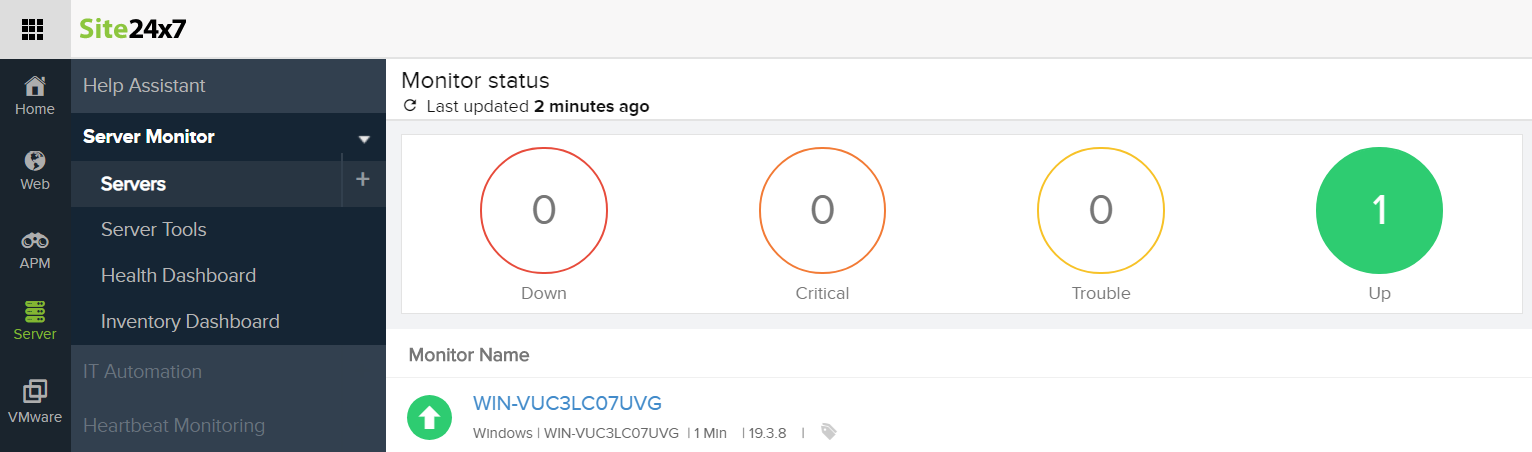 Site24x7
Home
Web
APM
Server
VMware
Help Assistant
Server Monitor
Servers
+
Server Tools
Health Dashboard
Inventory Dashboard
IT Automation
Heartbeat Monitoring
Monitor status
Last updated 2 minutes ago
0 0 0 1
Down Critical Trouble Up
Monitor Name
WIN-VUC3LC07UVG
Windows | WIN-VUC3LC07UVG | 1 Min | 19.3.8 |